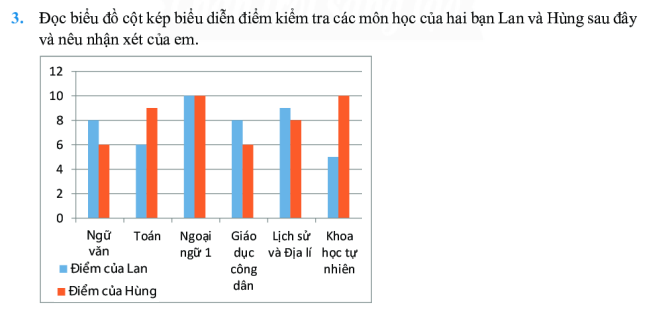 3. Đọc biểu đồ cột kép biểu diễn điểm kiểm tra các môn học của hai bạn Lan và Hùng sau đây
và nêu nhận xét của em.
12
10
8
6
4
2
0
Ngữ văn
Toán
Ngoại ngữ 1
Giáo dục công dân
Lịch sử và Địa lí
Khoa học tự nhiên
Điểm của Lan
Điểm của Hùng